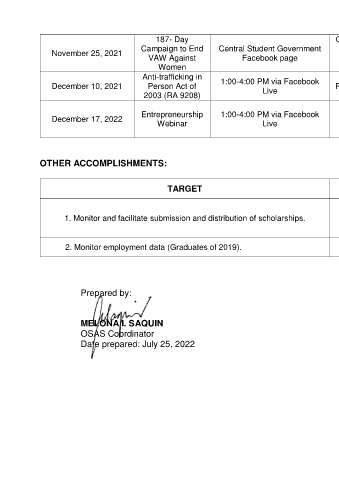 187- Day
November 25, 2021 Campaign to End Central Student Government
VAW Against Facebook page
Women
Anti-trafficking in
December 10, 2021 Person Act of 1:00-4:00 PM via Facebook
2003 (RA 9208) Live
December 17, 2022 Entrepreneurship 1:00-4:00 PM via Facebook
Webinar Live
OTHER ACCOMPLISHMENTS:
TARGET
1. Monitor and facilitate submission and distribution of scholarships.
2. Monitor employment data (Graduates of 2019).
Prepared by:
MELONA I. SAQUIN
OSAS Coordinator
Date prepared: July 25, 2022